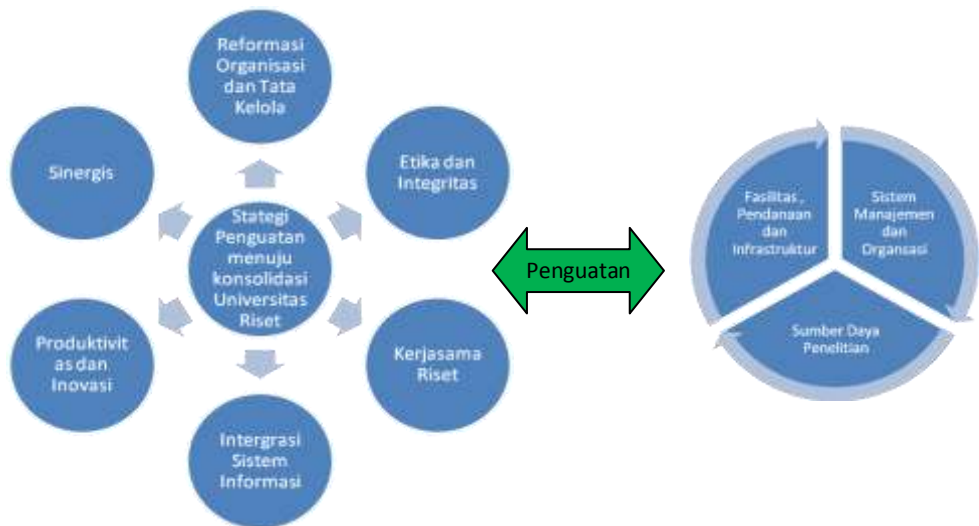 Reformasi
Organisasi
dan Tata
Kelola
Etika dan
Integritas
Kerjasama
Riset
Intergrasi
Sistem
Informasi
Produktivit
as dan
Inovasi
Sinergis
Stategi
Penguatan
menuju
konsolidasi
Universitas
Riset
Penguatan
Fasilitas ,
Pendanaan
dan
Infrastruktur
Sistem
Manajemen
dan
Organsasi
Sumber Daya
Penelitian